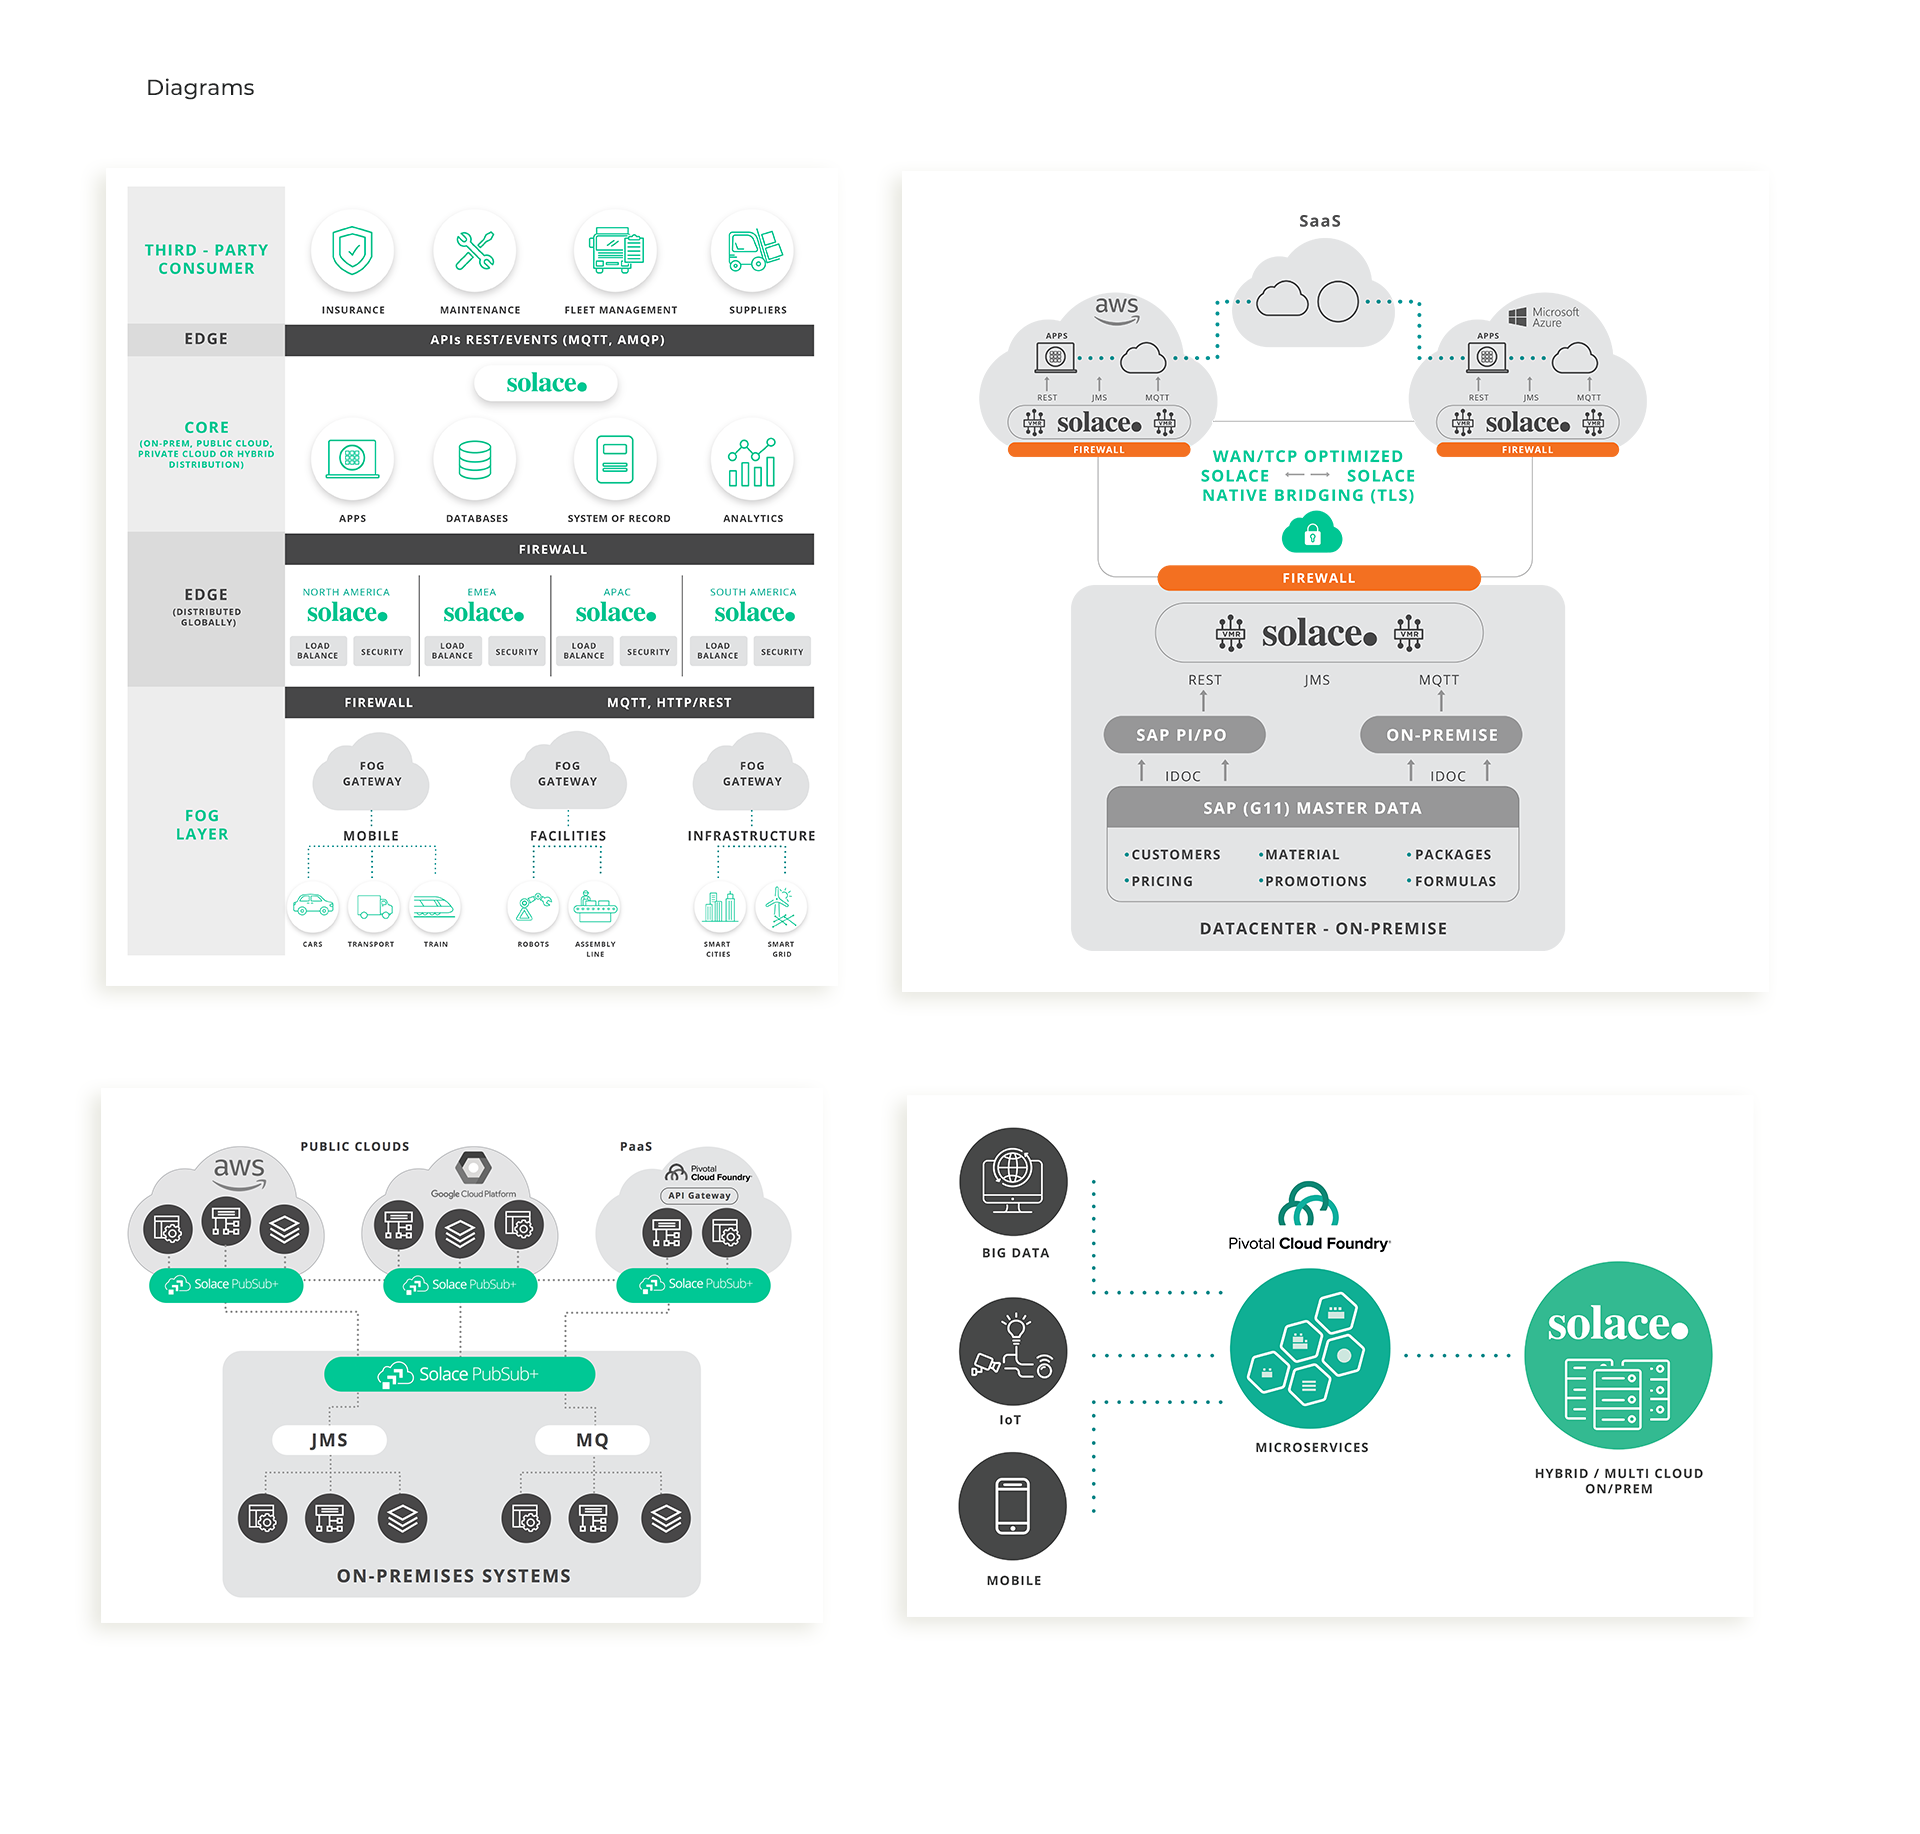 Diagrams
THIRD - PARTY
CONSUMER
INSURANCE
MAINTENANCE
FLEET MANAGEMENT
SUPPLIERS
EDGE
APIs REST/EVENTS (MQTT, AMQP)
solace.
CORE
(ON-PREM, PUBLIC CLOUD,
PRIVATE CLOUD OR HYBRID
DISTRIBUTION)
APPS
DATABASES
SYSTEM OF RECORD
ANALYTICS
FIREWALL
EDGE
(DISTRIBUTED
GLOBALLY)
NORTH AMERICA
solace.
LOAD
BALANCE
SECURITY
EMEA
solace.
LOAD
BALANCE
SECURITY
APAC
solace.
LOAD
BALANCE
SECURITY
SOUTH AMERICA
solace.
LOAD
BALANCE
SECURITY
FIREWALL
MQTT, HTTP/REST
FOG
LAYER
FOG
GATEWAY
FOG
GATEWAY
FOG
GATEWAY
MOBILE
FACILITIES
INFRASTRUCTURE
CARS
TRANSPORT
TRAIN
ROBOTS
ASSEMBLY
LINE
SMART
CITIES
SMART
GRID
SaaS
aws
APPS
REST
JMS
MQTT
VMR
solace.
VMR
FIREWALL
Microsoft
Azure
APPS
REST
JMS
MQTT
VMR
solace.
VMR
FIREWALL
WAN/TCP OPTIMIZED
SOLACE ←— —→ SOLACE
NATIVE BRIDGING (TLS)
FIREWALL
VMR
solace.
VMR
REST
JMS
MQTT
SAP PI/PO
ON-PREMISE
IDOC
IDOC
SAP (G11) MASTER DATA
•CUSTOMERS
•MATERIAL
•PACKAGES
•PRICING
•PROMOTIONS
•FORMULAS
DATACENTER - ON-PREMISE
PUBLIC CLOUDS
PaaS
aws
Google Cloud Platform
Pivotal
Cloud Foundry
API Gateway
Solace PubSub+
Solace PubSub+
Solace PubSub+
Solace PubSub+
JMS
MQ
ON-PREMISES SYSTEMS
BIG DATA
IoT
MOBILE
Pivotal Cloud Foundry
MICROSERVICES
solace.
HYBRID / MULTI CLOUD
ON/PREM